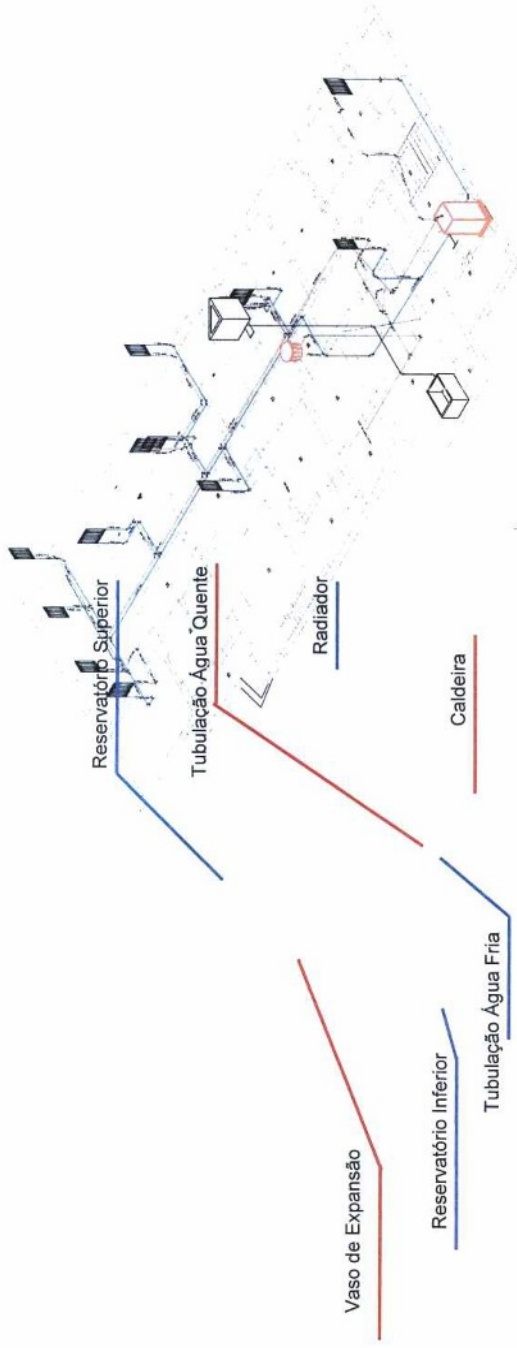 Reservatório Superior
Tubulação Água Quente
Radiador
Caldeira
Vaso de Expansão
Reservatório Inferior
Tubulação Água Fria